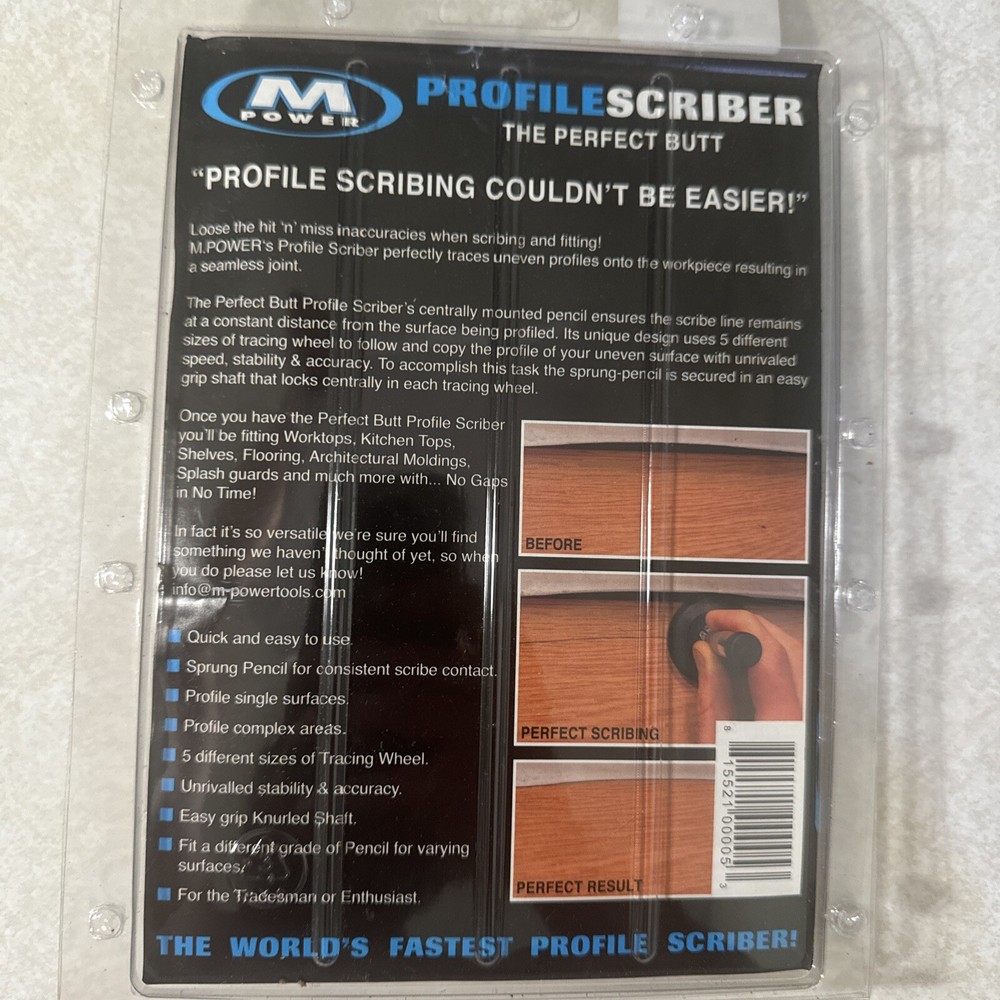 M
POWER
PROFILESCRIBER
THE PERFECT BUTT
“PROFILE SCRIBING COULDN’T BE EASIER!”
Loose the hit 'n' miss inaccuracies when scribing and fitting!
M.POWER's Profile Scriber perfectly traces uneven profiles onto the workpiece resulting in
a seamless joint.
The Perfect Butt Profile Scriber's centrally mounted pencil ensures the scribe line remains
at a constant distance from the surface being profiled. Its unique design uses 5 different
sizes of tracing wheel to follow and copy the profile of your uneven surface with unrivaled
speed, stability & accuracy. To accomplish this task the sprung-pencil is secured in an easy
grip shaft that locks centrally in each tracing wheel.
Once you have the Perfect Butt Profile Scriber
you'll be fitting Worktops, Kitchen Tops,
Shelves, Flooring, Architectural Moldings,
Splash guards and much more with... No Gaps
in No Time!
In fact it's so versatile we're sure you'll find
something we haven't thought of yet, so when
you do please let us know!
info@m-powertools.com
Quick and easy to use.
Sprung Pencil for consistent scribe contact.
Profile single surfaces.
Profile complex areas.
5 different sizes of Tracing Wheel.
Unrivalled stability & accuracy.
Easy grip Knurled Shaft.
Fit a different grade of Pencil for varying
surfaces.
For the Tradesman or Enthusiast.
BEFORE
PERFECT SCRIBING
PERFECT RESULT
8 15521 00005 3
THE WORLD'S FASTEST PROFILE SCRIBER!